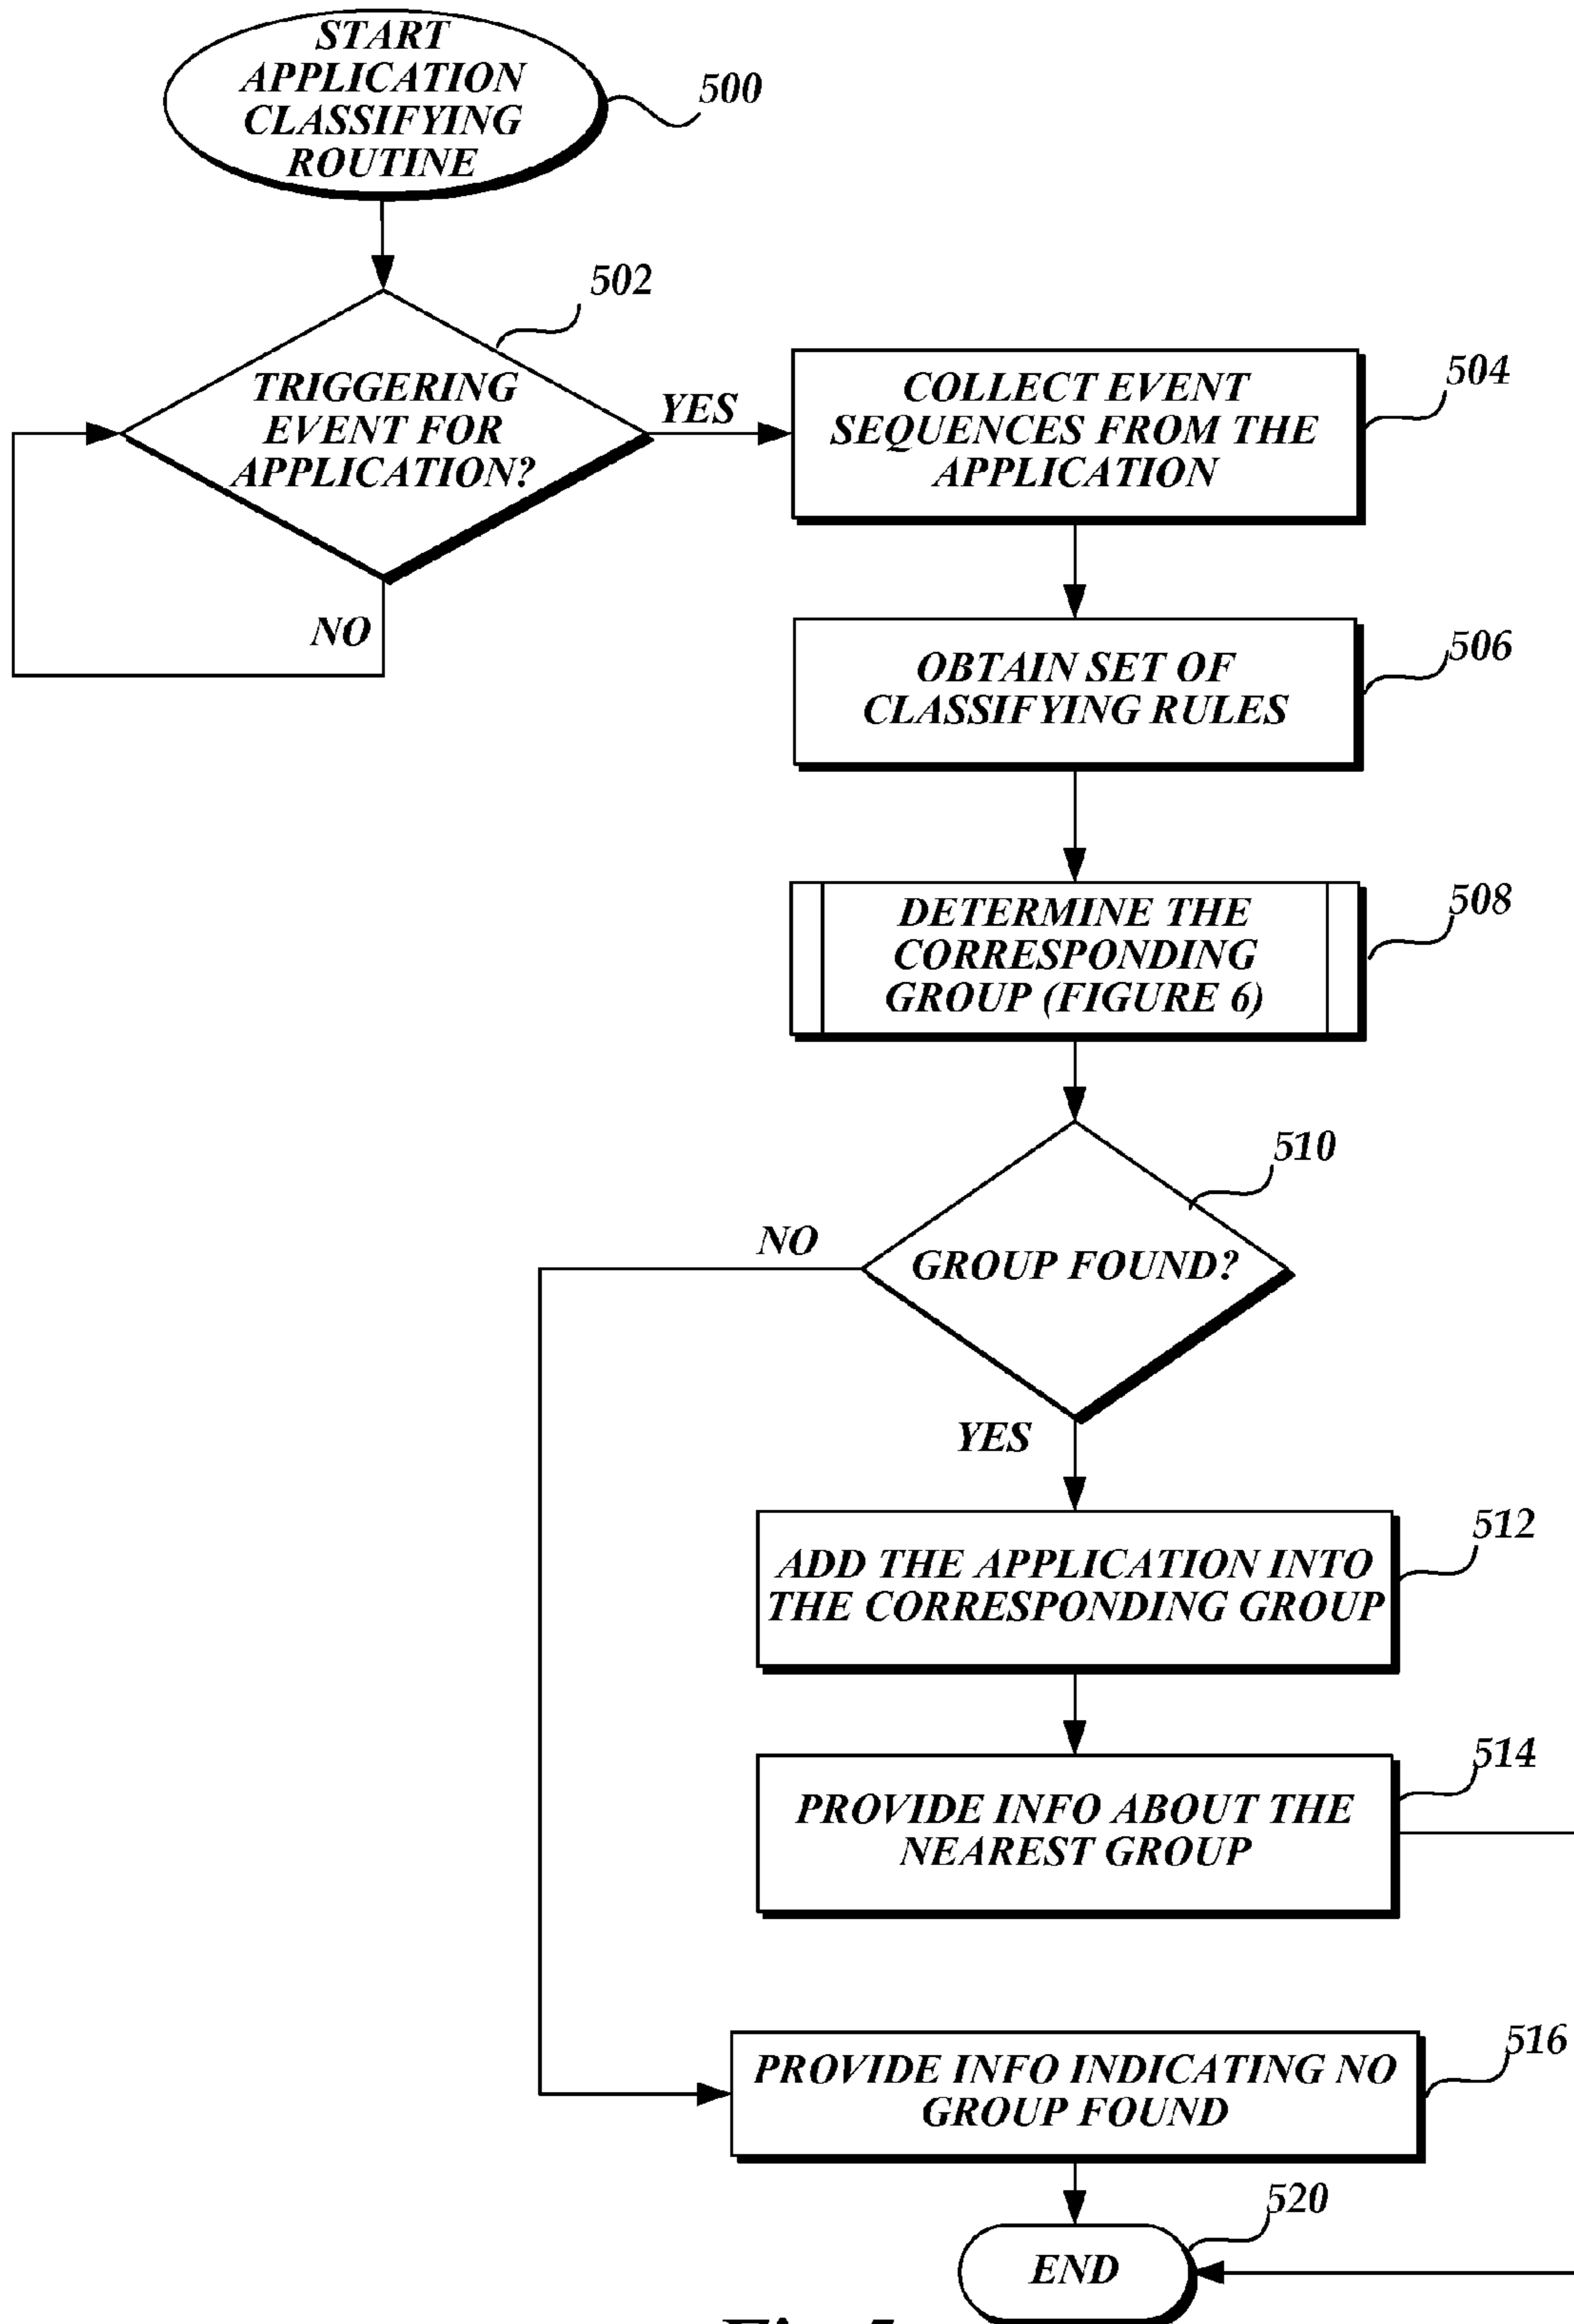 START
APPLICATION
CLASSIFYING
ROUTINE
500
502
TRIGGERING
EVENT FOR
APPLICATION?
YES
NO
COLLECT EVENT
SEQUENCES FROM THE
APPLICATION
504
OBTAIN SET OF
CLASSIFYING RULES
506
DETERMINE THE
CORRESPONDING
GROUP (FIGURE 6)
508
510
GROUP FOUND?
NO
YES
ADD THE APPLICATION INTO
THE CORRESPONDING GROUP
512
PROVIDE INFO ABOUT THE
NEAREST GROUP
514
PROVIDE INFO INDICATING NO
GROUP FOUND
516
520
END